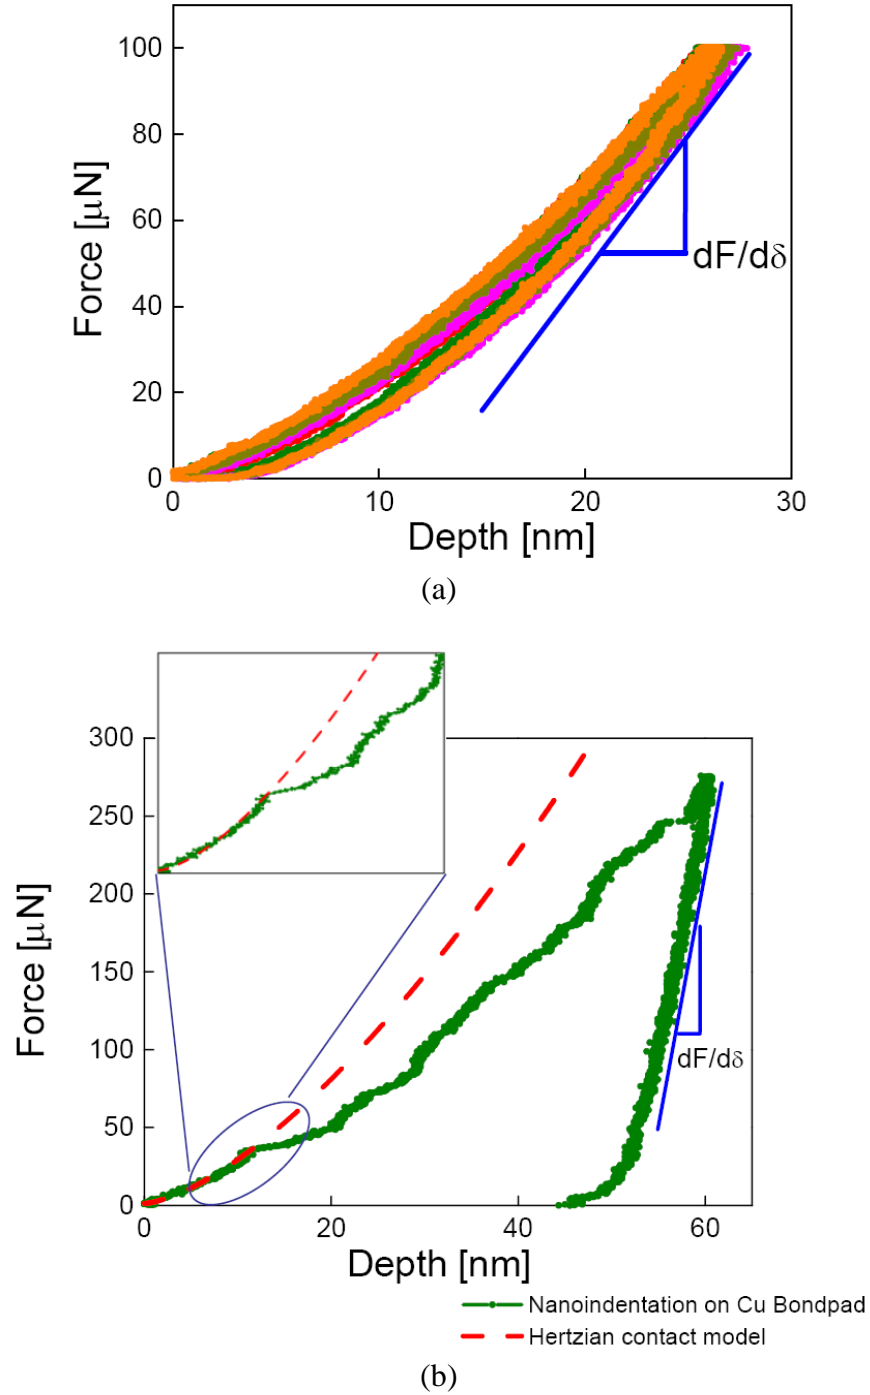 100
80
60
40
20
0
Force [μN]
dF/dδ
0 10 20 30
Depth [nm]
(a)
300
250
200
150
100
50
0
Force [μN]
dF/dδ
0 20 40 60
Depth [nm]
Nanoindentation on Cu Bondpad
Hertzian contact model
(b)